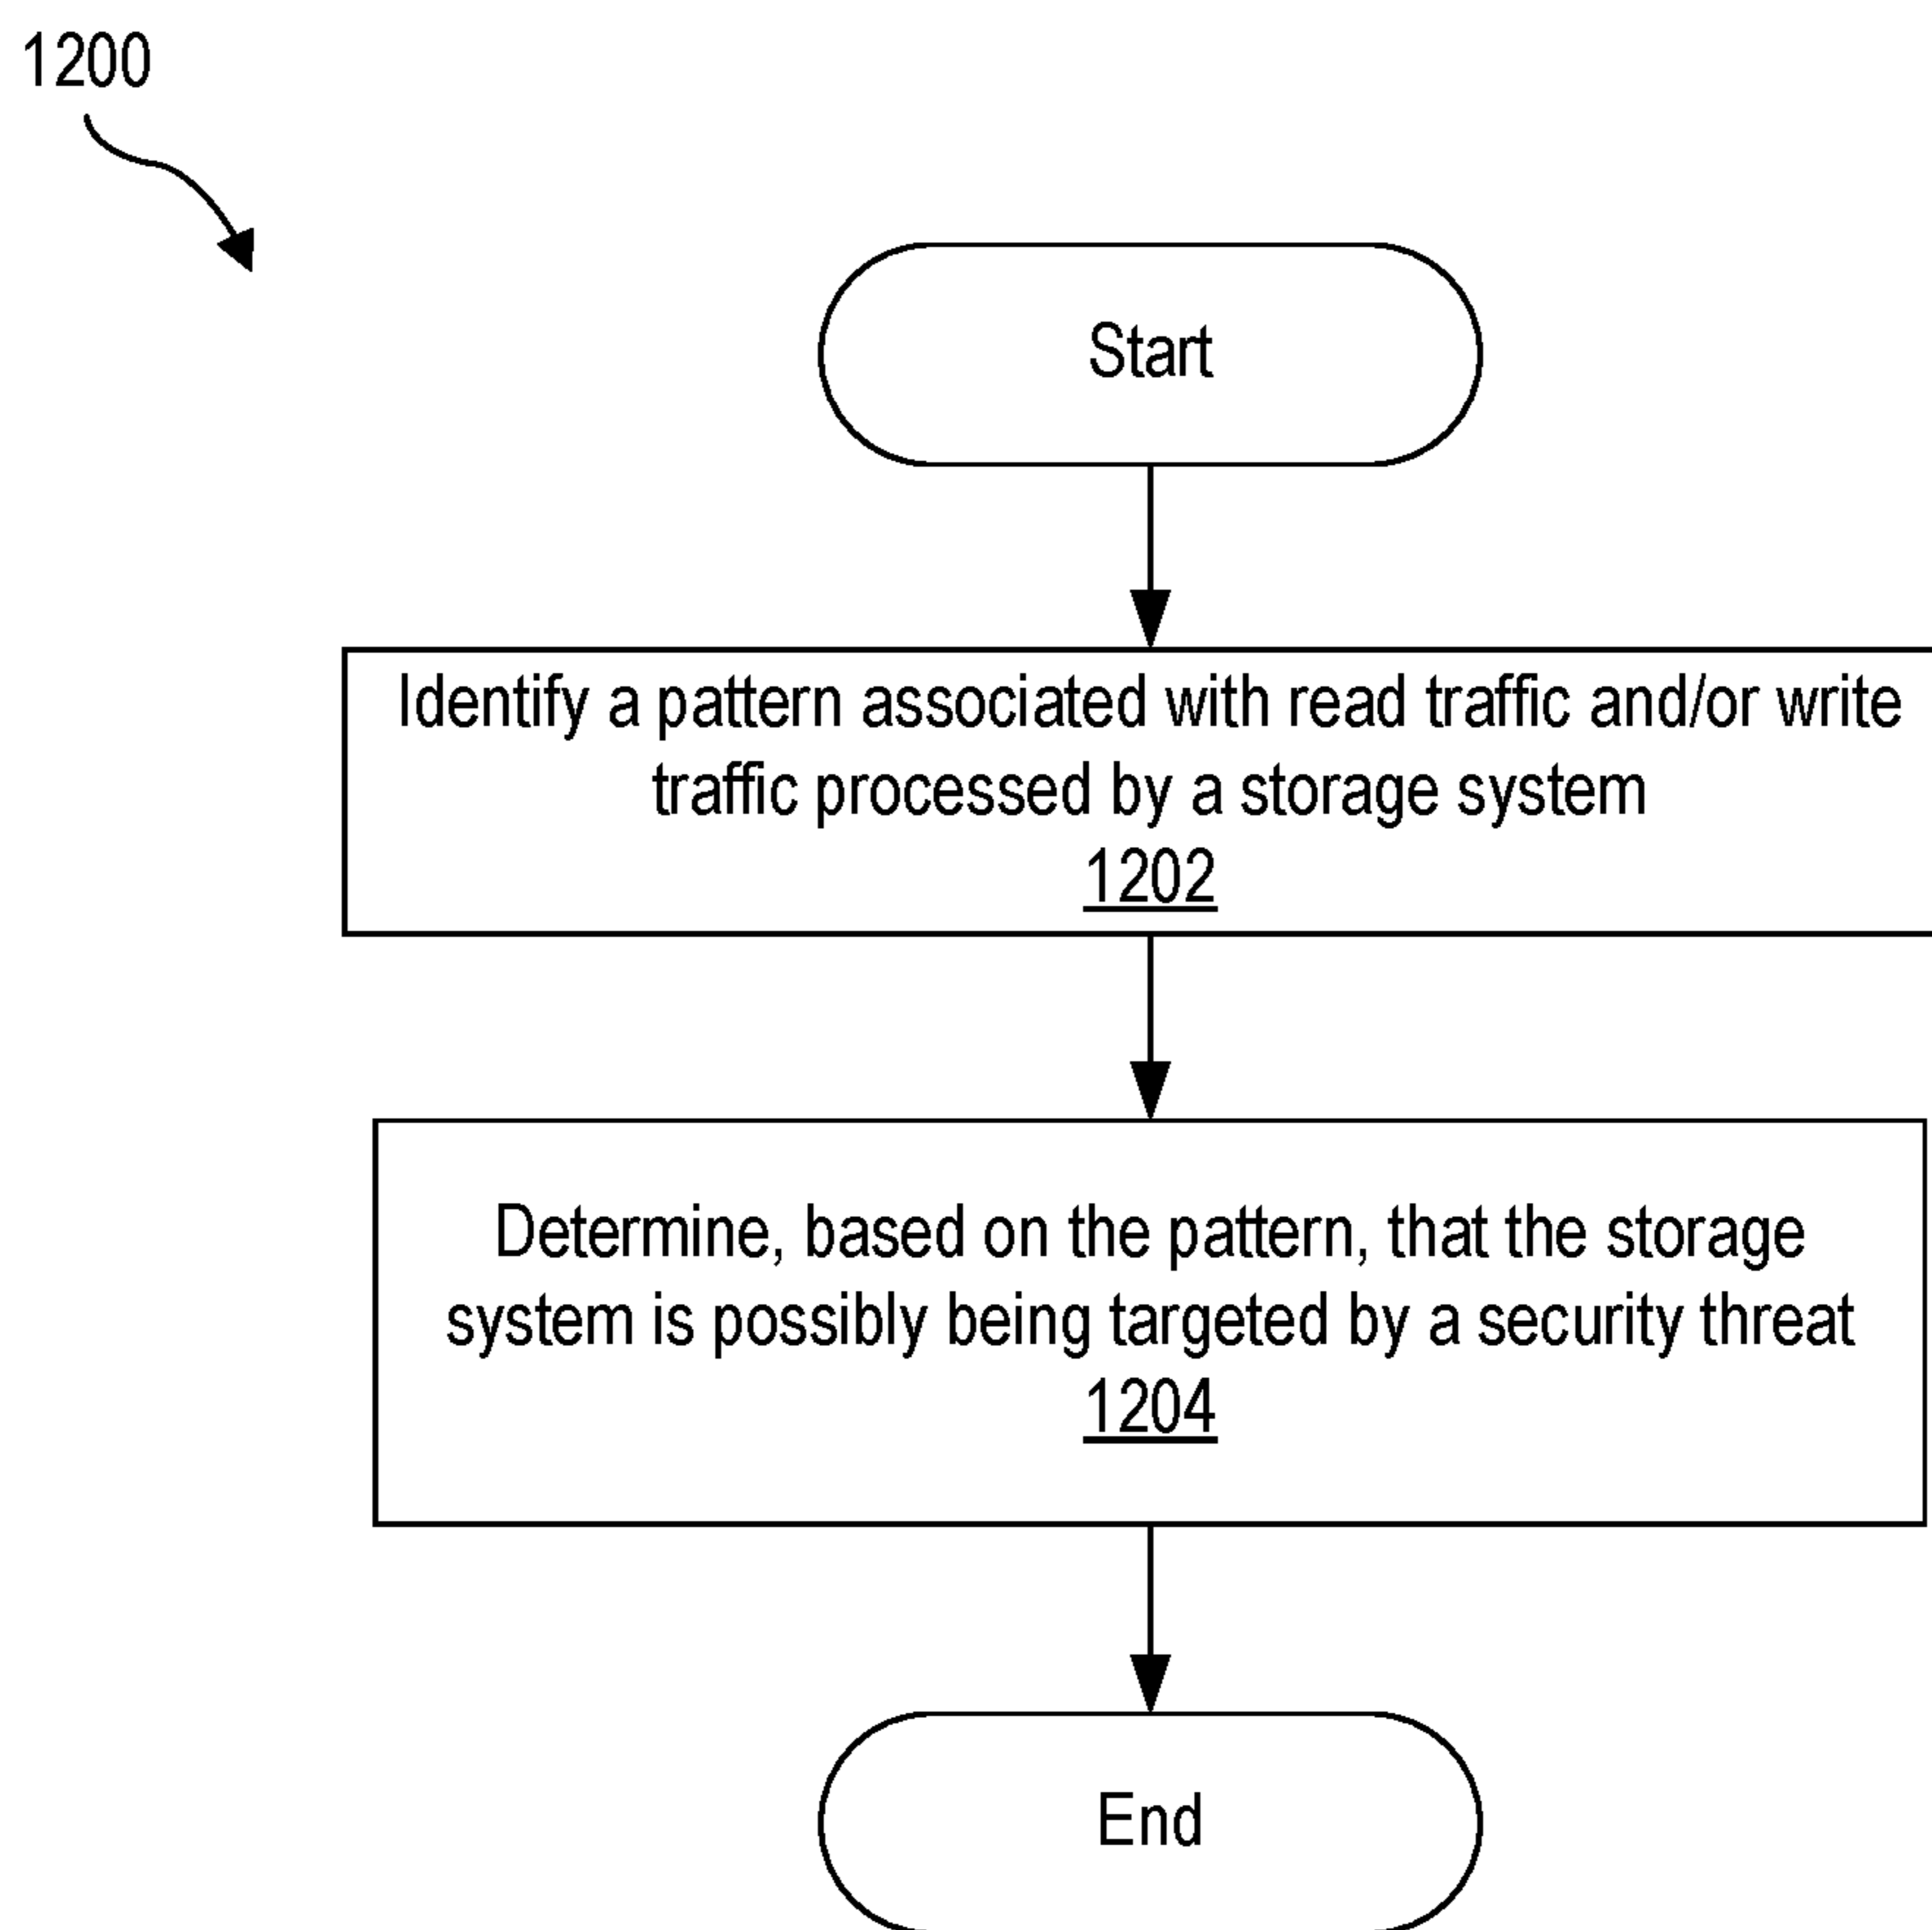 1200
Start
Identify a pattern associated with read traffic and/or write
traffic processed by a storage system
1202
Determine, based on the pattern, that the storage
system is possibly being targeted by a security threat
1204
End